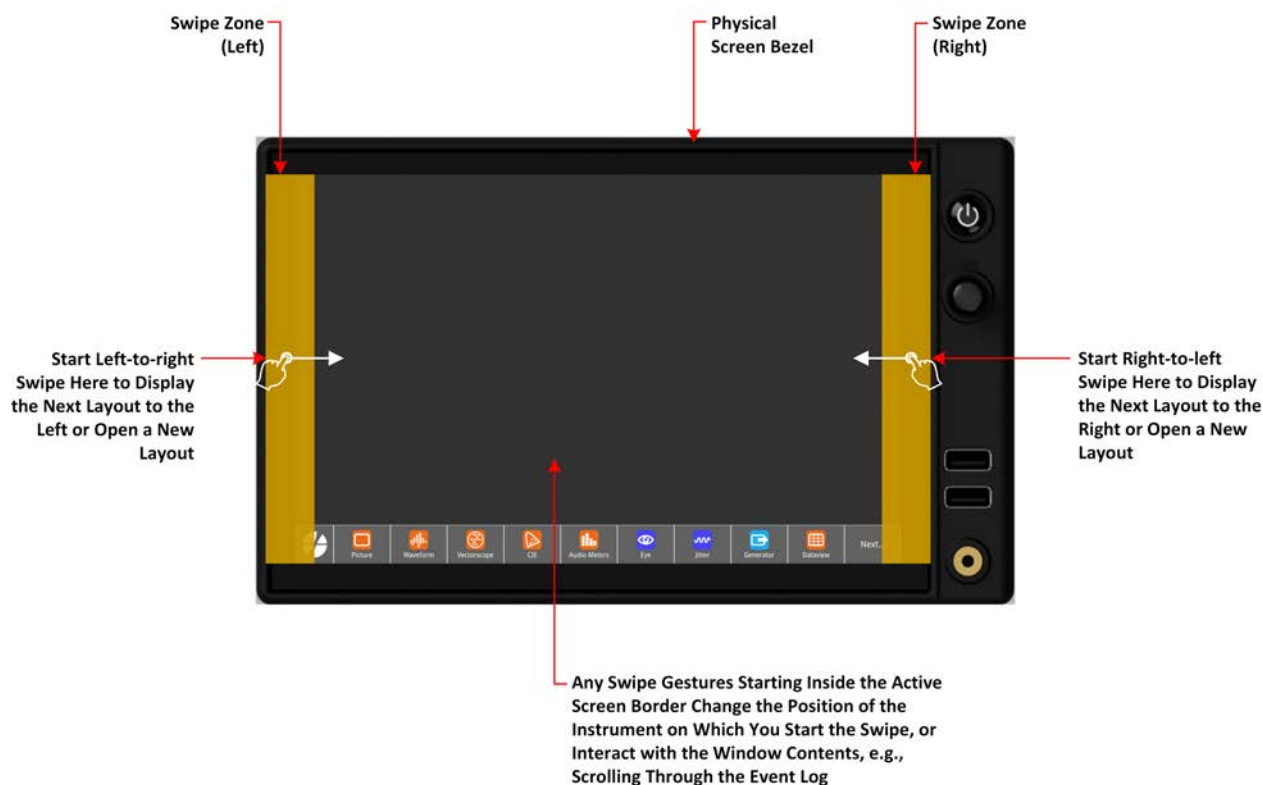 Swipe Zone
(Left)
Physical
Screen Bezel
Swipe Zone
(Right)
Start Left-to-right
Swipe Here to Display
the Next Layout to the
Left or Open a New
Layout
Start Right-to-left
Swipe Here to Display
the Next Layout to the
Right or Open a New
Layout
Picture
Waveform
Vectorscope
CIE
Audio Meters
Eye
Jitter
Generator
Dataview
Next...
Any Swipe Gestures Starting Inside the Active
Screen Border Change the Position of the
Instrument on Which You Start the Swipe, or
Interact with the Window Contents, e.g.,
Scrolling Through the Event Log